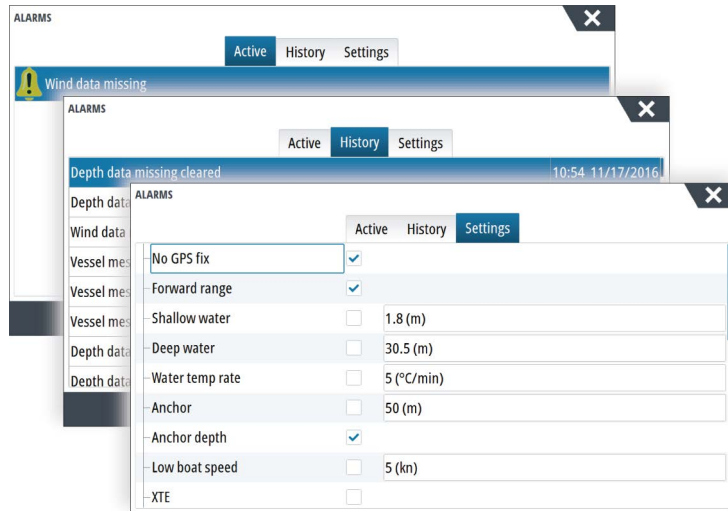 ALARMS
Active History Settings
Wind data missing
ALARMS
Active History Settings
Depth data missing cleared 10:54 11/17/2016
Depth data
Wind data
Vessel mes
Vessel mes
Vessel mes
Depth data
Depth data
ALARMS
Active History Settings
No GPS fix
Forward range
Shallow water 1.8 (m)
Deep water 30.5 (m)
Water temp rate 5 (°C/min)
Anchor 50 (m)
Anchor depth
Low boat speed 5 (kn)
XTE